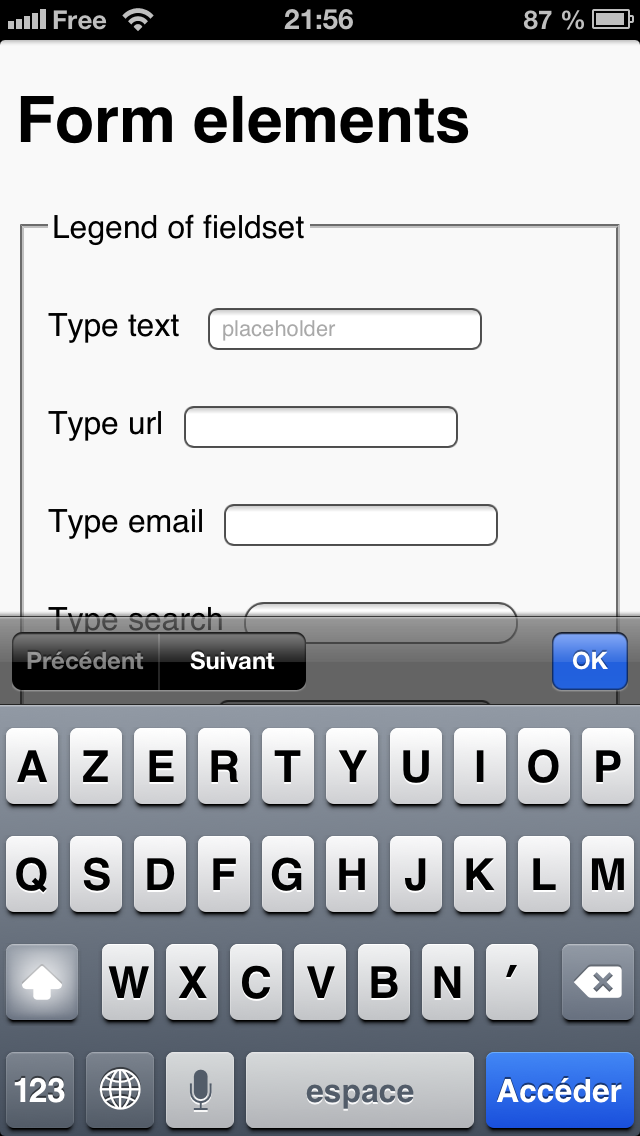 Free 21:56 87 %
Form elements
Legend of fieldset
Type text placeholder
Type url
Type email
Type search
Précédent Suivant OK
A Z E R T Y U I O P
Q S D F G H J K L M
W X C V B N ′
123 espace Accéder